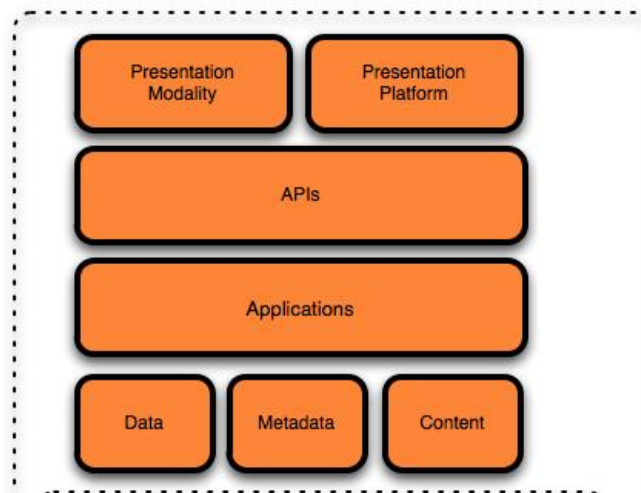 Presentation Presentation
Modality Platform
APIs
Applications
Data Metadata Content